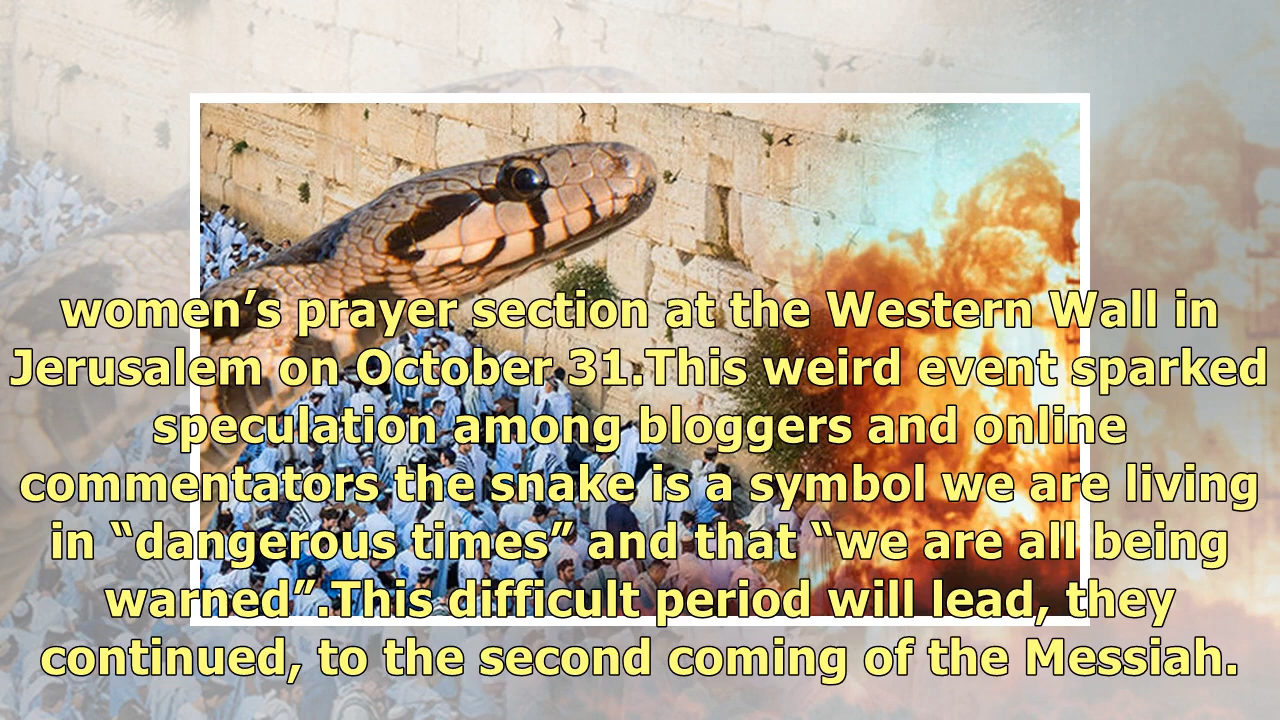 women’s prayer section at the Western Wall in
Jerusalem on October 31.This weird event sparked
speculation among bloggers and online
commentators the snake is a symbol we are living
in “dangerous times” and that “we are all being
warned”.This difficult period will lead, they
continued, to the second coming of the Messiah.